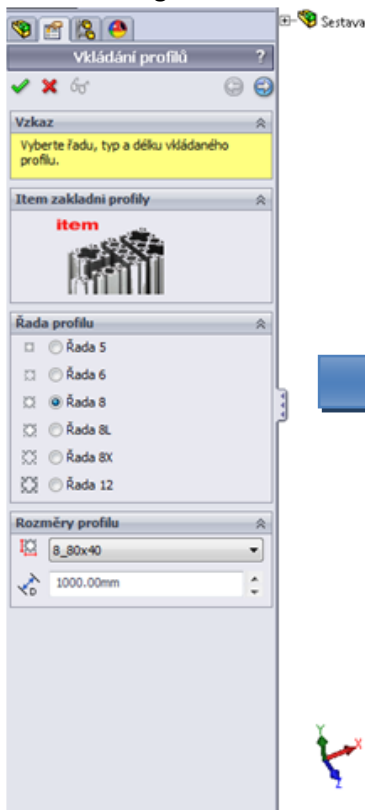 Sestava
Vkládání profilů ?
Vzkaz
Vyberte řadu, typ a délku vkládaného
profilu.
Item zakladni profily
item
Řada profilu
Řada 5
Řada 6
Řada 8
Řada 8L
Řada 8X
Řada 12
Rozměry profilu
8_80x40
D
1000.00mm
Y
X
Z